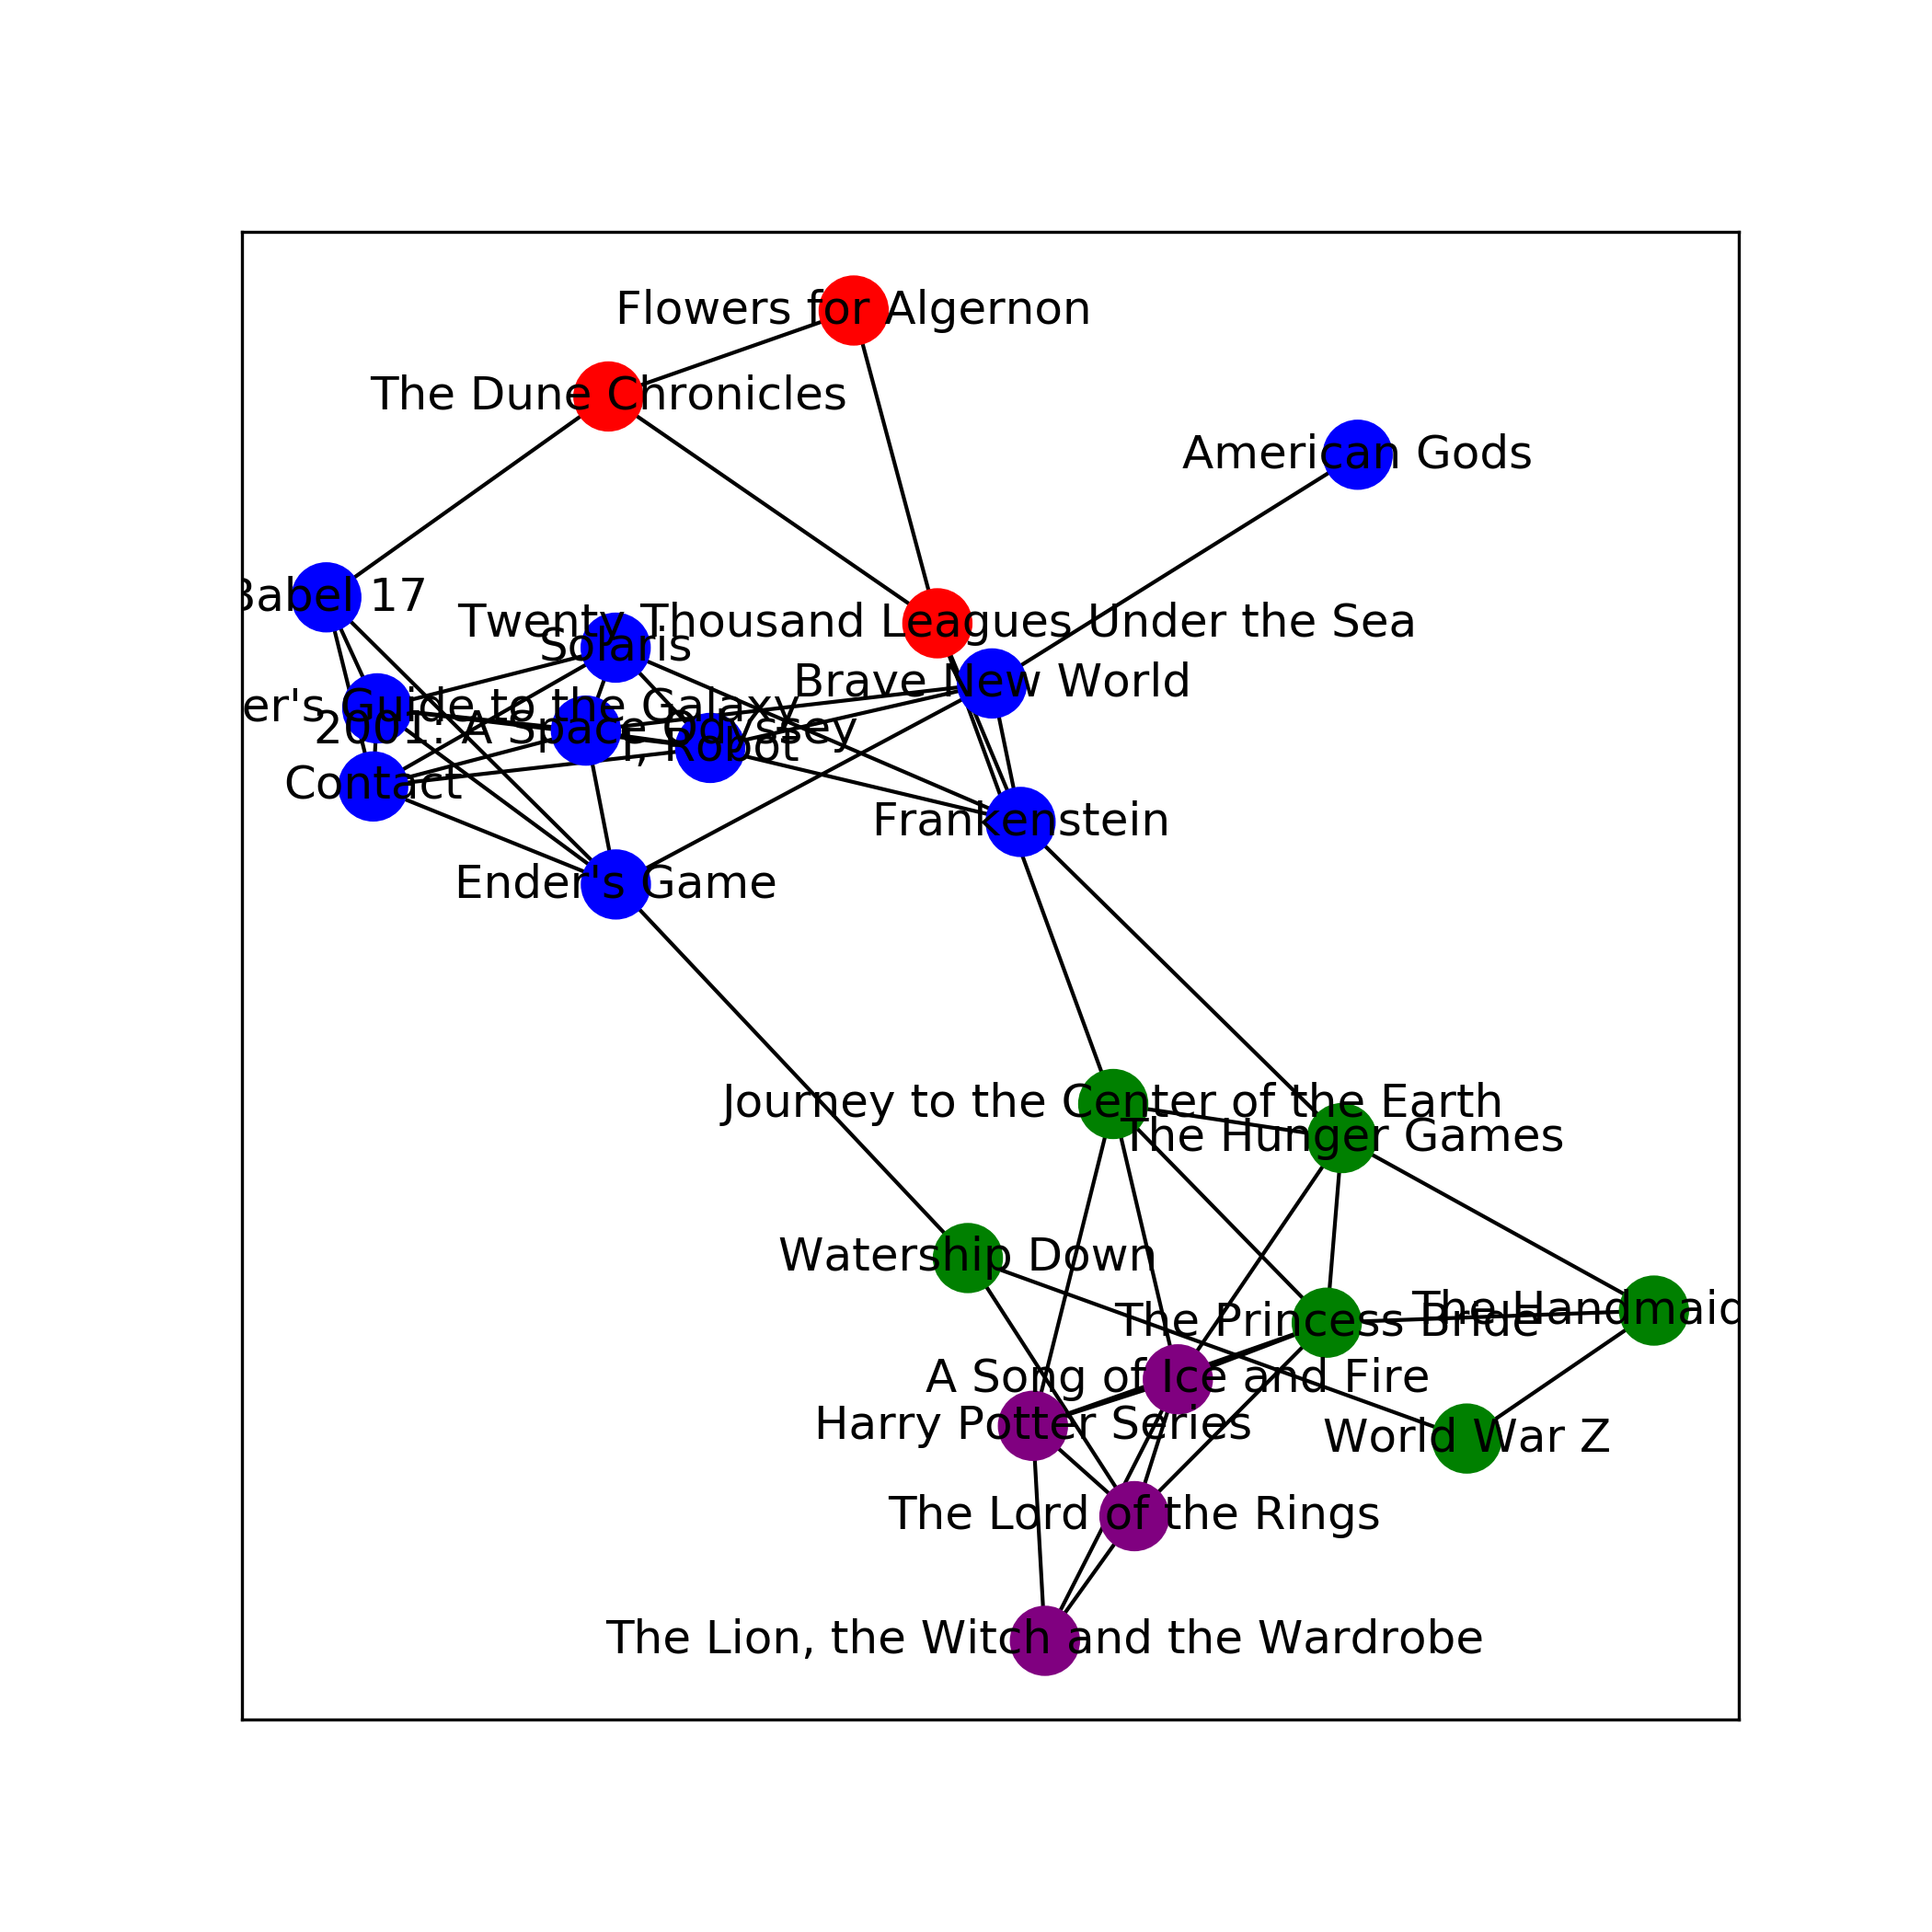 Flowers for Algernon
The Dune Chronicles
American Gods
Babel 17
Twenty Thousand Leagues Under the Sea
Solaris
Brave New World
er's Guide to the Galaxy
2001: A Space Odyssey
I, Robot
Contact
Frankenstein
Ender's Game
Journey to the Center of the Earth
The Hunger Games
Watership Down
The Handmaid
The Princess Bride
A Song of Ice and Fire
Harry Potter Series
World War Z
The Lord of the Rings
The Lion, the Witch and the Wardrobe